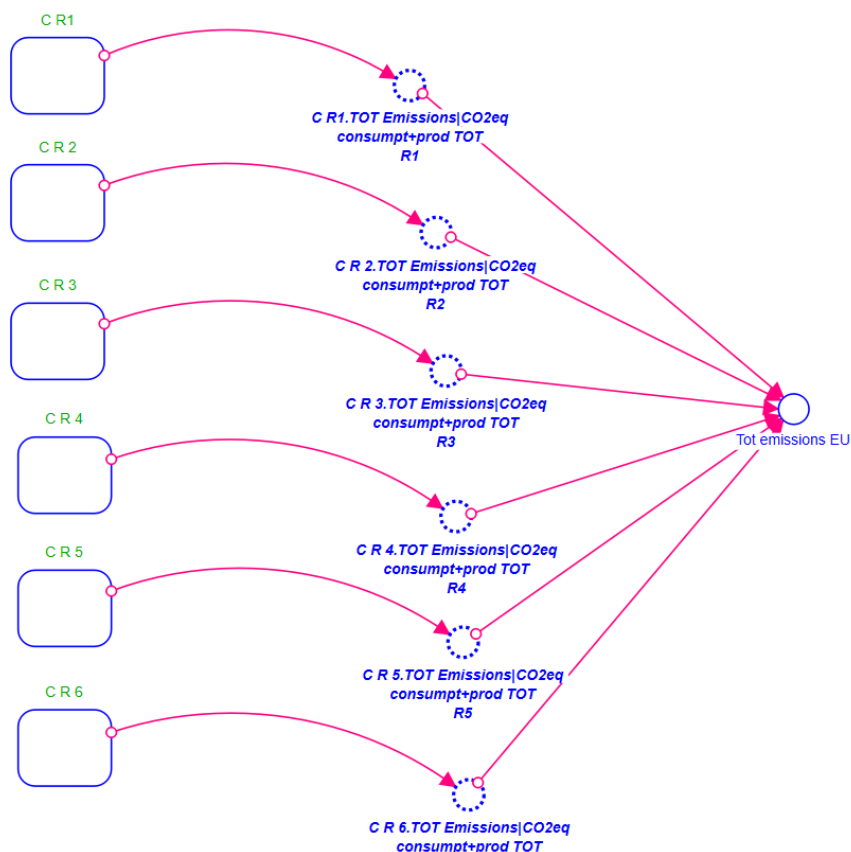 C R1
C R1.TOT Emissions|CO2eq
consumpt+prod TOT
R1
C R 2
C R 2.TOT Emissions|CO2eq
consumpt+prod TOT
R2
C R 3
C R 3.TOT Emissions|CO2eq
consumpt+prod TOT
R3
Tot emissions EU
C R 4
C R 4.TOT Emissions|CO2eq
consumpt+prod TOT
R4
C R 5
C R 5.TOT Emissions|CO2eq
consumpt+prod TOT
R5
C R 6
C R 6.TOT Emissions|CO2eq
consumpt+prod TOT